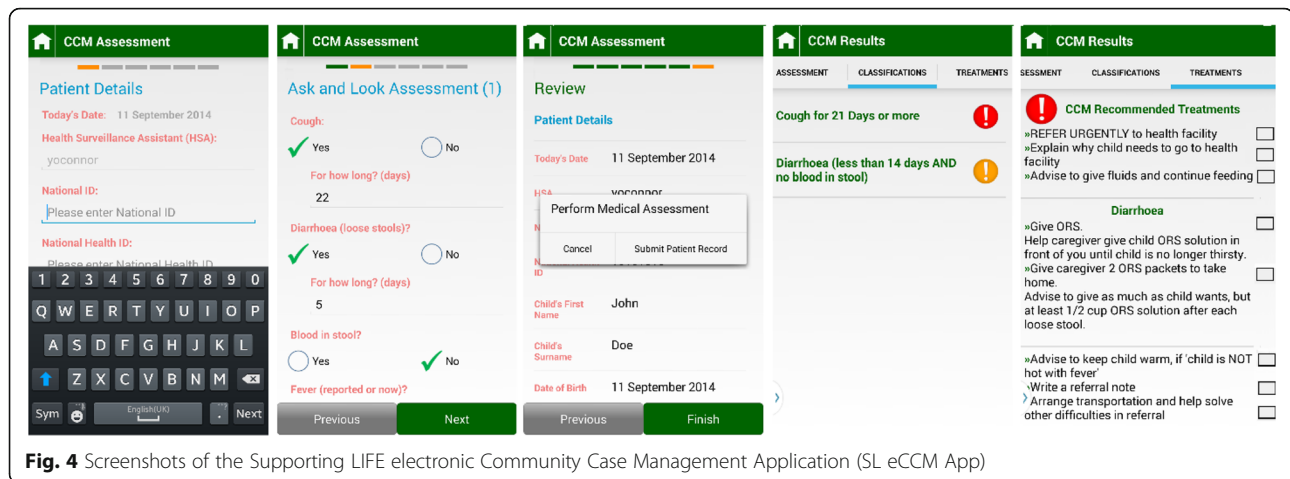 CCM Assessment
Patient Details
Today's Date: 11 September 2014
Health Surveillance Assistant (HSA):
yoconnor
National ID:
Please enter National ID
National Health ID:
Please enter National Health ID
1 2 3 4 5 6 7 8 9 0
Q W E R T Y U I O P
A S D F G H J K L
Z X C V B N M
Sym English(UK) . Next
CCM Assessment
Ask and Look Assessment (1)
Cough:
Yes No
For how long? (days)
22
Diarrhoea (loose stools)?
Yes No
For how long? (days)
5
Blood in stool?
Yes No
Fever (reported or now)?
Previous Next
CCM Assessment
Review
Patient Details
Today's Date 11 September 2014
HSA yoconnor
Perform Medical Assessment
Cancel Submit Patient Record
ID
Child's First
Name
John
Child's
Surname
Doe
Date of Birth 11 September 2014
Previous Finish
CCM Results
ASSESSMENT CLASSIFICATIONS TREATMENTS
Cough for 21 Days or more
Diarrhoea (less than 14 days AND
no blood in stool)
CCM Results
SESSMENT CLASSIFICATIONS TREATMENTS
CCM Recommended Treatments
»REFER URGENTLY to health facility
»Explain why child needs to go to health
facility
»Advise to give fluids and continue feeding
Diarrhoea
»Give ORS.
Help caregiver give child ORS solution in
front of you until child is no longer thirsty.
»Give caregiver 2 ORS packets to take
home.
Advise to give as much as child wants, but
at least 1/2 cup ORS solution after each
loose stool.
»Advise to keep child warm, if 'child is NOT
hot with fever'
»Write a referral note
»Arrange transportation and help solve
other difficulties in referral
Fig. 4 Screenshots of the Supporting LIFE electronic Community Case Management Application (SL eCCM App)